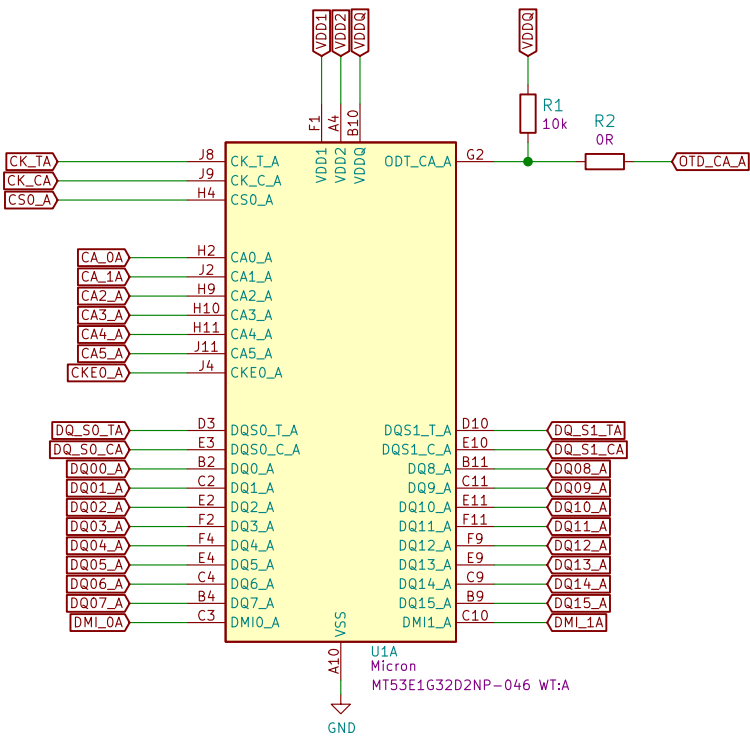 VDD1 VDD2 VDDQ VDDQ
F1 A4 B10
R1
10k
R2
0R
CK_TA J8 CK_T_A VDD1 VDD2 VDDQ ODT_CA_A G2 OTD_CA_A
CK_CA J9 CK_C_A
CS0_A H4 CS0_A
CA_0A H2 CA0_A
CA_1A J2 CA1_A
CA2_A H9 CA2_A
CA3_A H10 CA3_A
CA4_A H11 CA4_A
CA5_A J11 CA5_A
CKE0_A J4 CKE0_A
DQ_S0_TA D3 DQS0_T_A DQS1_T_A D10 DQ_S1_TA
DQ_S0_CA E3 DQS0_C_A DQS1_C_A E10 DQ_S1_CA
DQ00_A B2 DQ0_A DQ8_A B11 DQ08_A
DQ01_A C2 DQ1_A DQ9_A C11 DQ09_A
DQ02_A E2 DQ2_A DQ10_A E11 DQ10_A
DQ03_A F2 DQ3_A DQ11_A F11 DQ11_A
DQ04_A F4 DQ4_A DQ12_A F9 DQ12_A
DQ05_A E4 DQ5_A DQ13_A E9 DQ13_A
DQ06_A C4 DQ6_A DQ14_A C9 DQ14_A
DQ07_A B4 DQ7_A DQ15_A B9 DQ15_A
DMI_0A C3 DMI0_A VSS DMI1_A C10 DMI_1A
A10
U1A
Micron
MT53E1G32D2NP-046 WT:A
GND